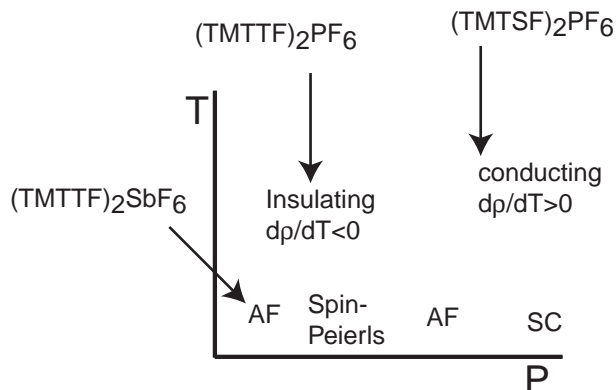 (TMTTF)2PF6
(TMTSF)2PF6
T
(TMTTF)2SbF6
Insulating
dρ/dT<0
conducting
dρ/dT>0
AF
Spin-
Peierls
AF
SC
P